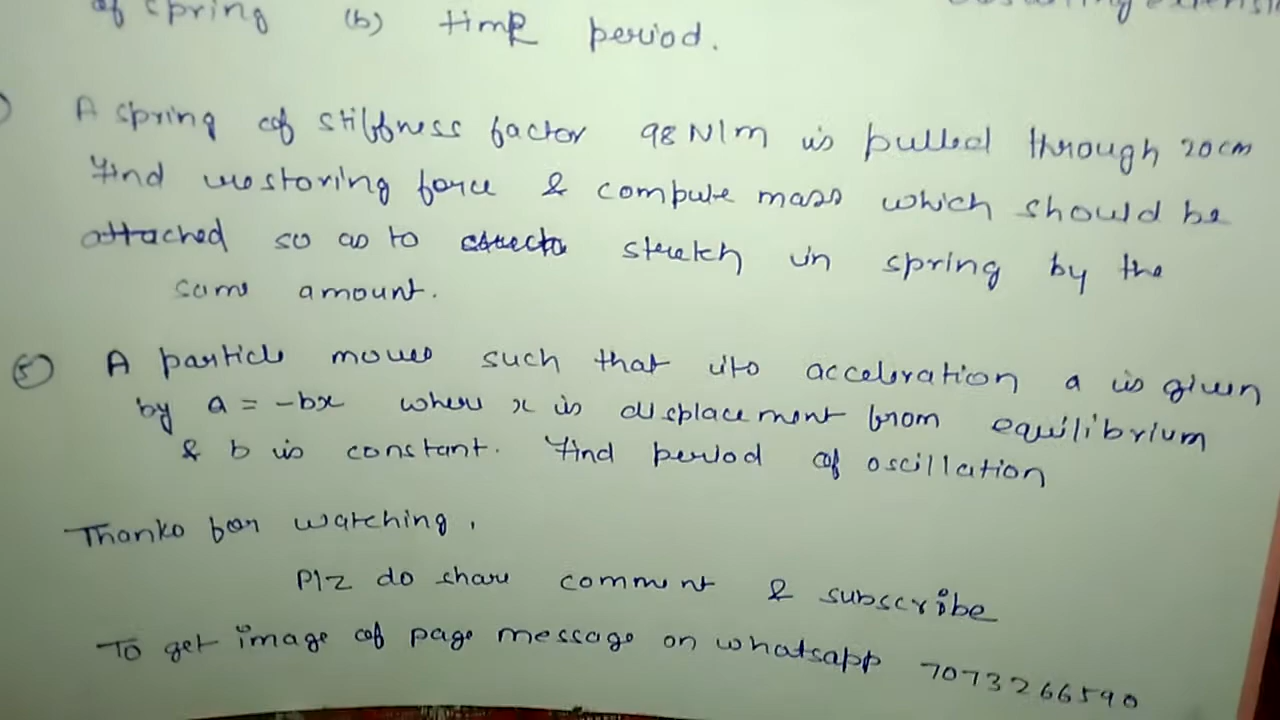 of spring (b) time period.
A spring of stiffness factor 98 N/m is pulled through 20cm
Find restoring force & compute mass which should be
attached so as to stretch in spring by the
same amount.
(5) A particle moves such that its acceleration a is given
by a = -bx where x is displacement from equilibrium
& b is constant. Find period of oscillation
Thanks for watching,
Plz do share comment & subscribe
To get image of page message on whatsapp 7073266590